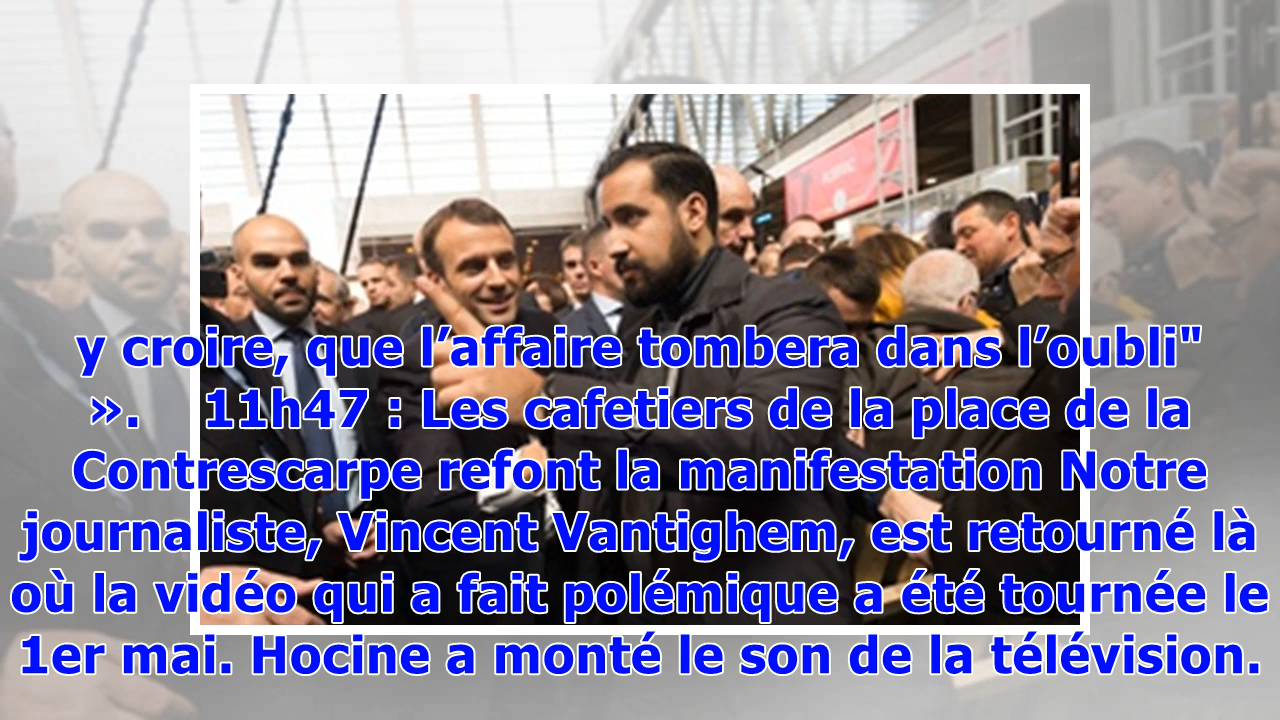 y croire, que l’affaire tombera dans l’oubli"
». 11h47 : Les cafetiers de la place de la
Contrescarpe refont la manifestation Notre
journaliste, Vincent Vantighem, est retourné là
où la vidéo qui a fait polémique a été tournée le
1er mai. Hocine a monté le son de la télévision.